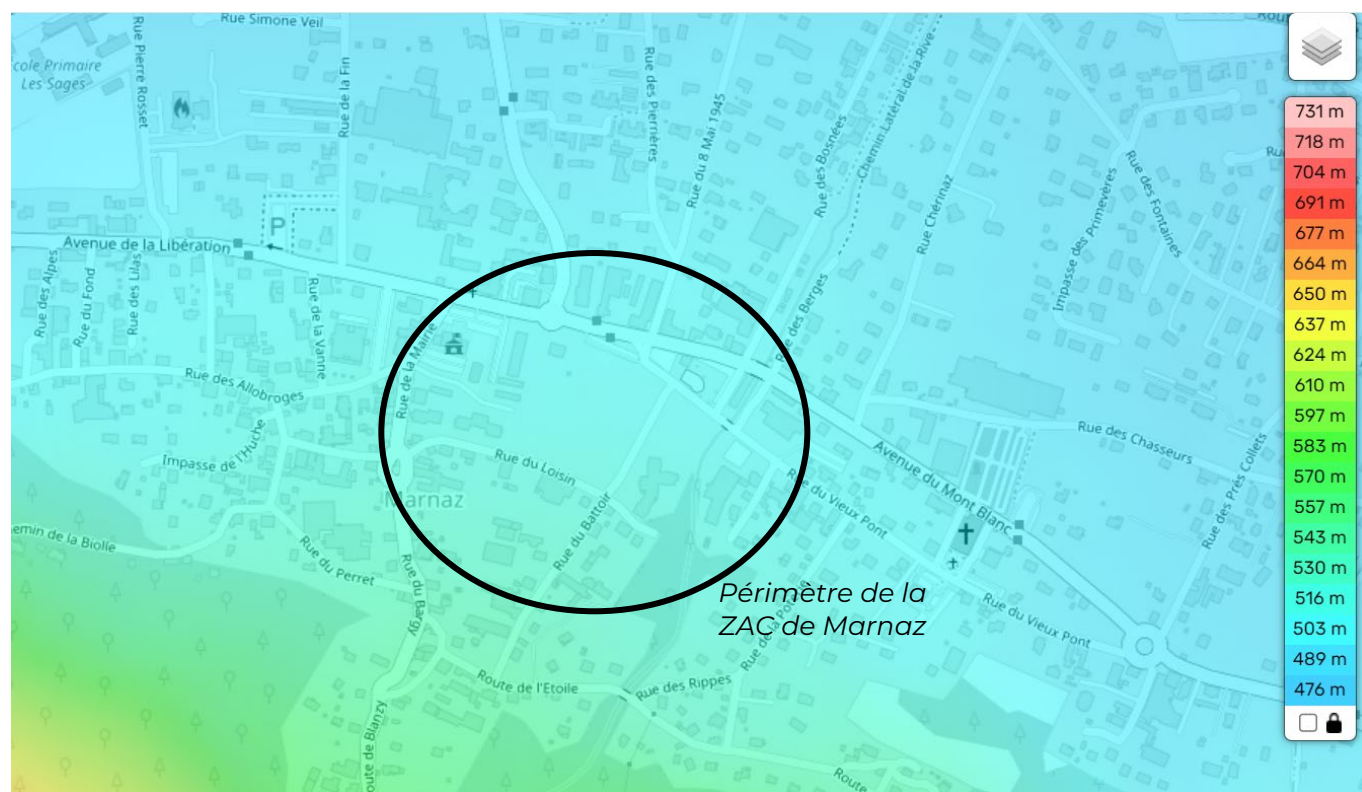 Rue Simone Veil
Rou
cole Primaire
Les Sages
Rue Pierre Rosset
Rue de la Fin
Rue des Pierrières
Rue du 8 Mai 1945
Rue des Bosnées
Chemin Latéral de la Rive
Rue Chérinaz
Impasse des Primevères
Rue des Fontaines
Ru
P
Avenue de la Libération
Rue des Alpes
Rue du Fond
Rue des Lilas
Rue de la Vanne
Rue de la Mairie
Rue des Berges
Rue des Allobroges
Impasse de l'Huche
Rue du Loisin
Marnaz
Rue du Battoir
Rue du Vieux Pont
Avenue du Mont Blanc
Rue des Chasseurs
Rue des Prés Collets
emin de la Biolle
Rue du Perret
Rue du Bargy
Périmètre de la
ZAC de Marnaz
Rue du Vieux Pont
Route de l'Etoile
Rue des Rippes
Route de Blanzy
Route
731 m
718 m
704 m
691 m
677 m
664 m
650 m
637 m
624 m
610 m
597 m
583 m
570 m
557 m
543 m
530 m
516 m
503 m
489 m
476 m